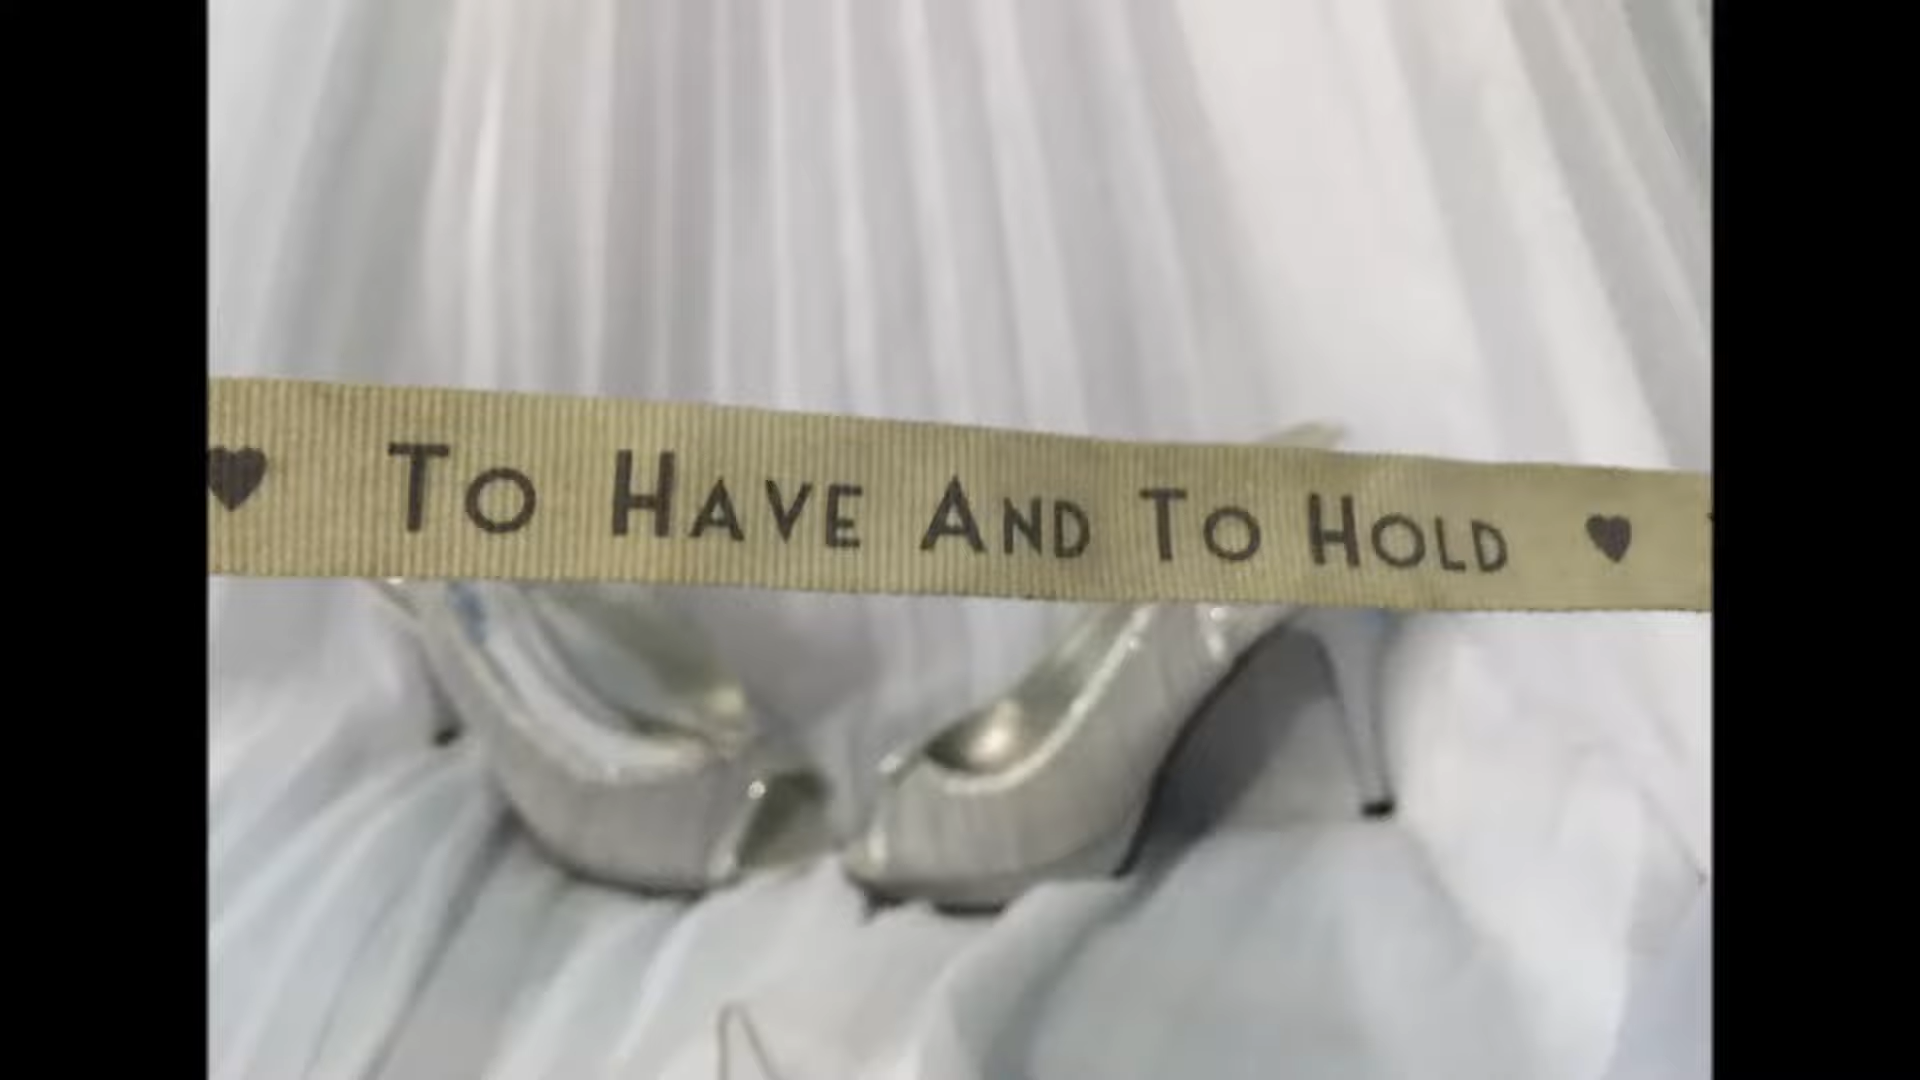 ♥ To Have And To Hold ♥